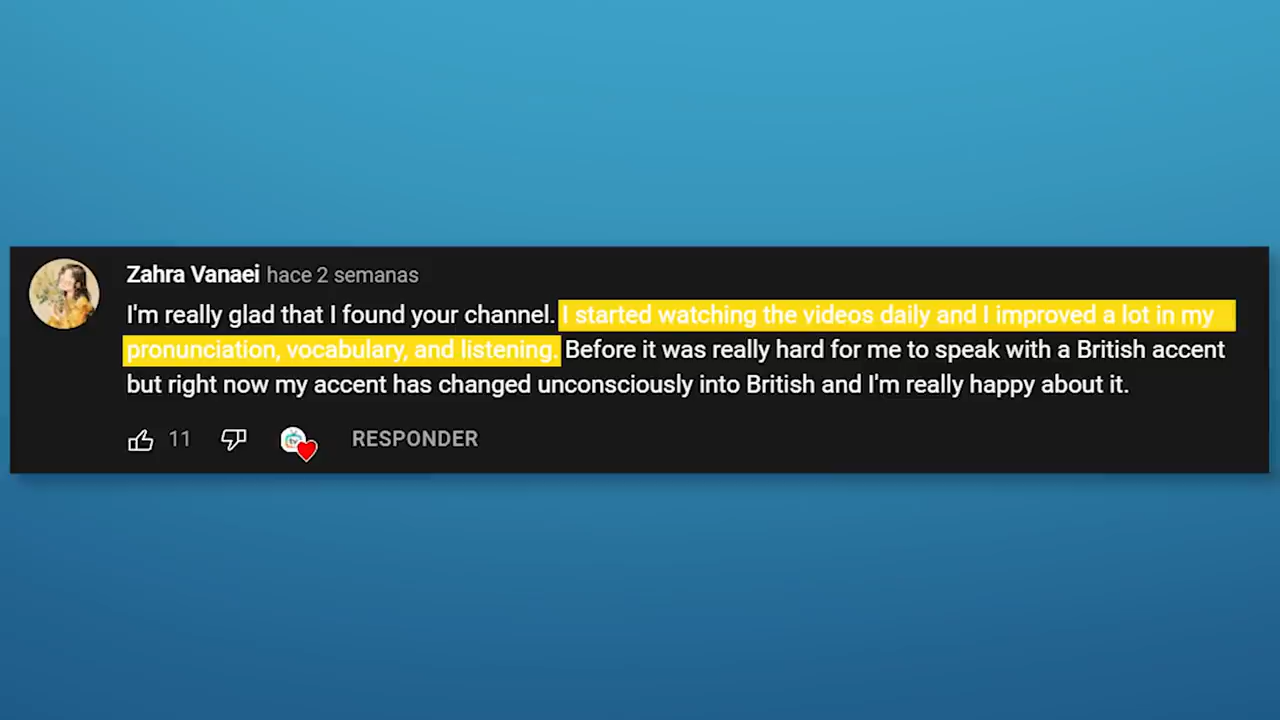 Zahra Vanaei hace 2 semanas
I'm really glad that I found your channel. I started watching the videos daily and I improved a lot in my
pronunciation, vocabulary, and listening. Before it was really hard for me to speak with a British accent
but right now my accent has changed unconsciously into British and I'm really happy about it.
11 RESPONDER
tv